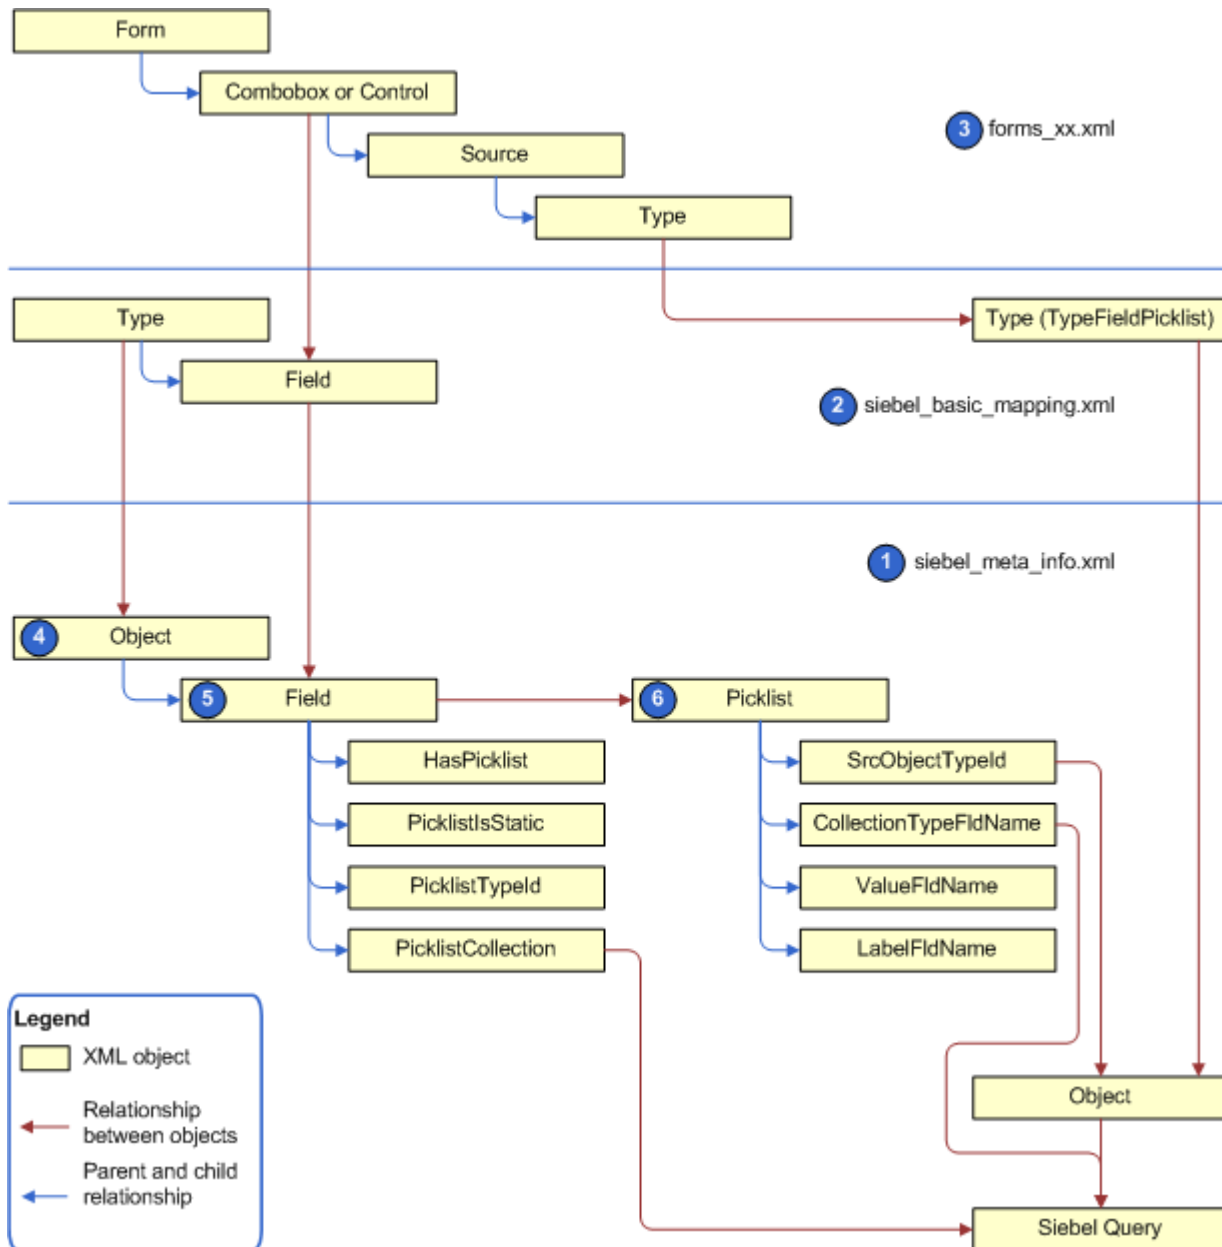 Form
Combobox or Control
3 forms_xx.xml
Source
Type
Type
Type (TypeFieldPicklist)
Field
2 siebel_basic_mapping.xml
1 siebel_meta_info.xml
4 Object
5 Field
6 Picklist
HasPicklist
SrcObjectTypeId
PicklistIsStatic
CollectionTypeFldName
PicklistTypeId
ValueFldName
PicklistCollection
LabelFldName
Legend
XML object
Relationship
between objects
Parent and child
relationship
Object
Siebel Query